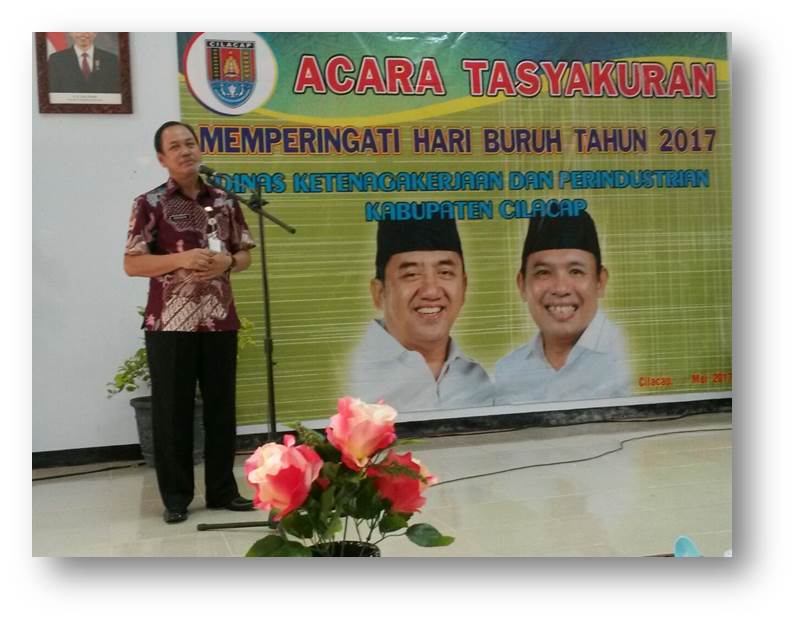 CILACAP
ACARA TASYAKURAN
MEMPERINGATI HARI BURUH TAHUN 2017
DINAS KETENAGAKERJAAN DAN PERINDUSTRIAN
KABUPATEN CILACAP
Cilacap, Mei 2017